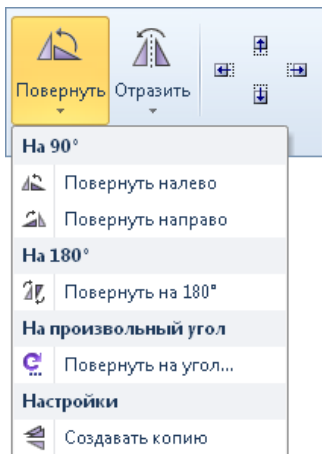 Повернуть Отразить
На 90°
Повернуть налево
Повернуть направо
На 180°
Повернуть на 180°
На произвольный угол
Повернуть на угол...
Настройки
Создавать копию